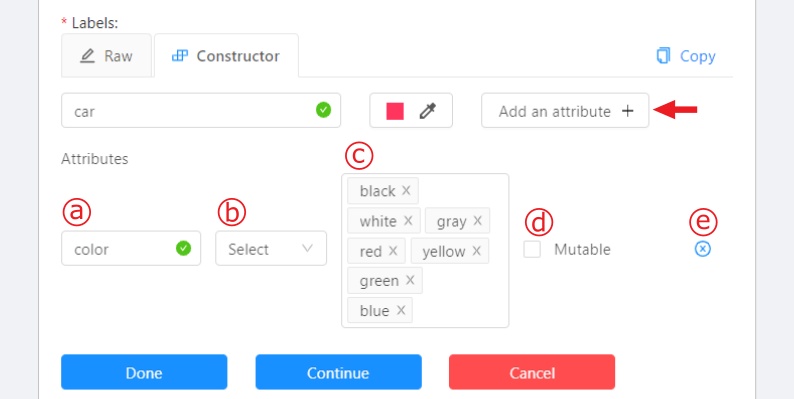 * Labels:
Raw Constructor Copy
car Add an attribute +
Attributes
ⓐ ⓑ ⓒ ⓓ ⓔ
color Select Mutable
black X
white X gray X
red X yellow X
green X
blue X
Done Continue Cancel